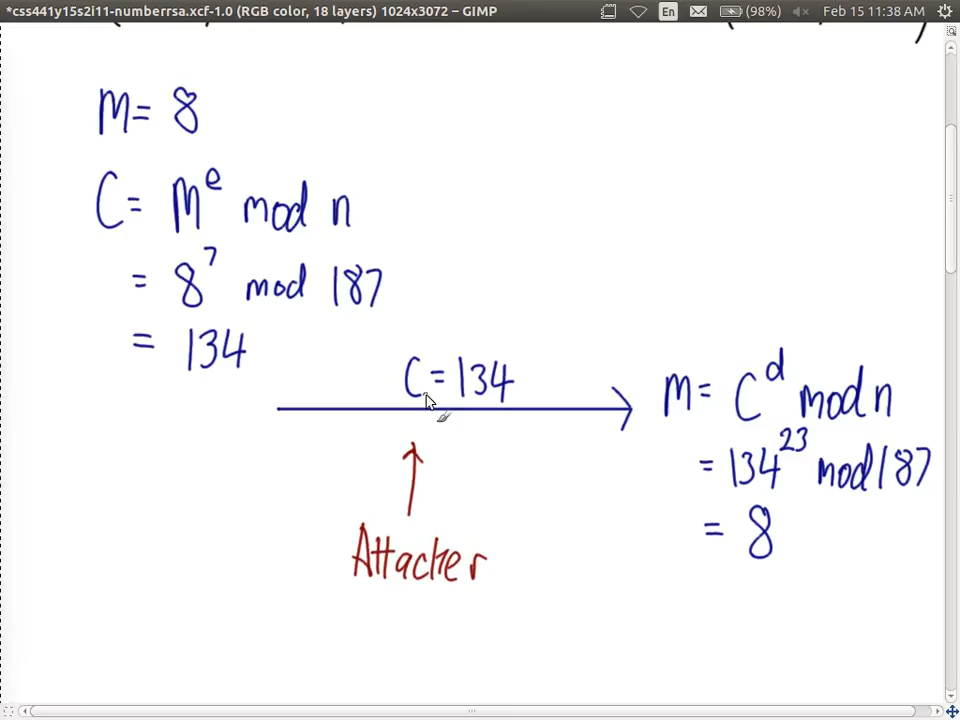 *css441y15s2i11-numberrsa.xcf-1.0 (RGB color, 18 layers) 1024x3072 – GIMP
En (98%) Feb 15 11:38 AM
M= 8
C= M^e mod n
= 8^7 mod 187
= 134
C=134
M= C^d mod n
= 134^23 mod 187
= 8
Attacker